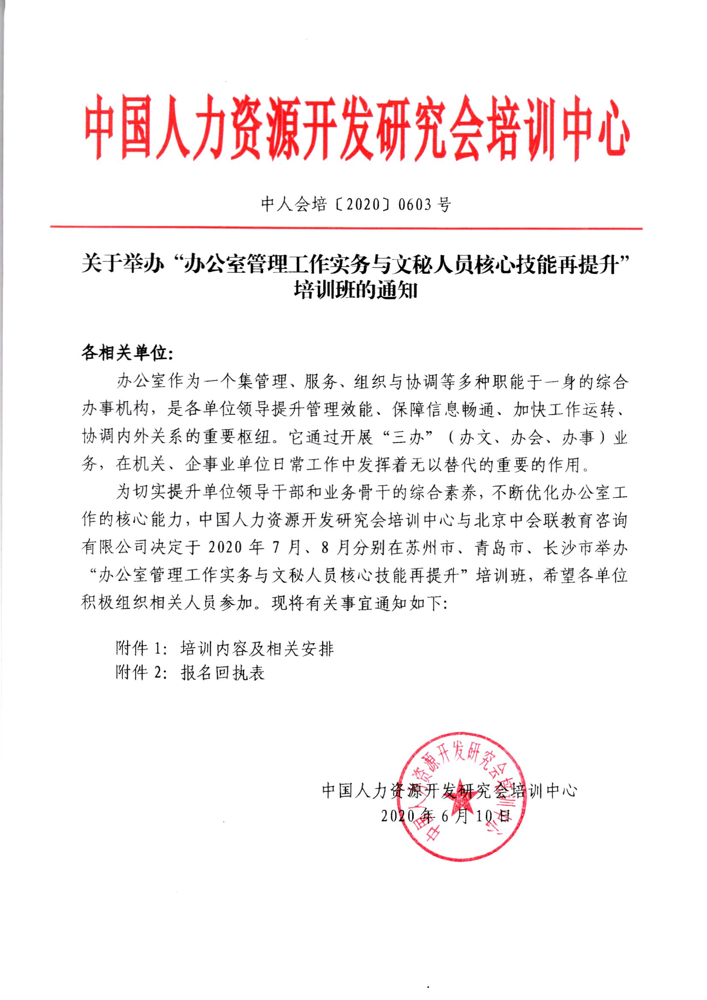 中国人力资源开发研究会培训中心
中人会培〔2020〕0603 号
关于举办“办公室管理工作实务与文秘人员核心技能再提升”
培训班的通知
各相关单位：
办公室作为一个集管理、服务、组织与协调等多种职能于一身的综合
办事机构，是各单位领导提升管理效能、保障信息畅通、加快工作运转、
协调内外关系的重要枢纽。它通过开展“三办”（办文、办会、办事）业
务，在机关、企事业单位日常工作中发挥着无以替代的重要的作用。
为切实提升单位领导干部和业务骨干的综合素养，不断优化办公室工
作的核心能力，中国人力资源开发研究会培训中心与北京中会联教育咨询
有限公司决定于 2020 年 7 月、8 月分别在苏州市、青岛市、长沙市举办
“办公室管理工作实务与文秘人员核心技能再提升”培训班，希望各单位
积极组织相关人员参加。现将有关事宜通知如下：
附件 1： 培训内容及相关安排
附件 2： 报名回执表
中国人力资源开发研究会培训中心
2020 年 6 月 10 日
中国人力资源开发研究会培训中心